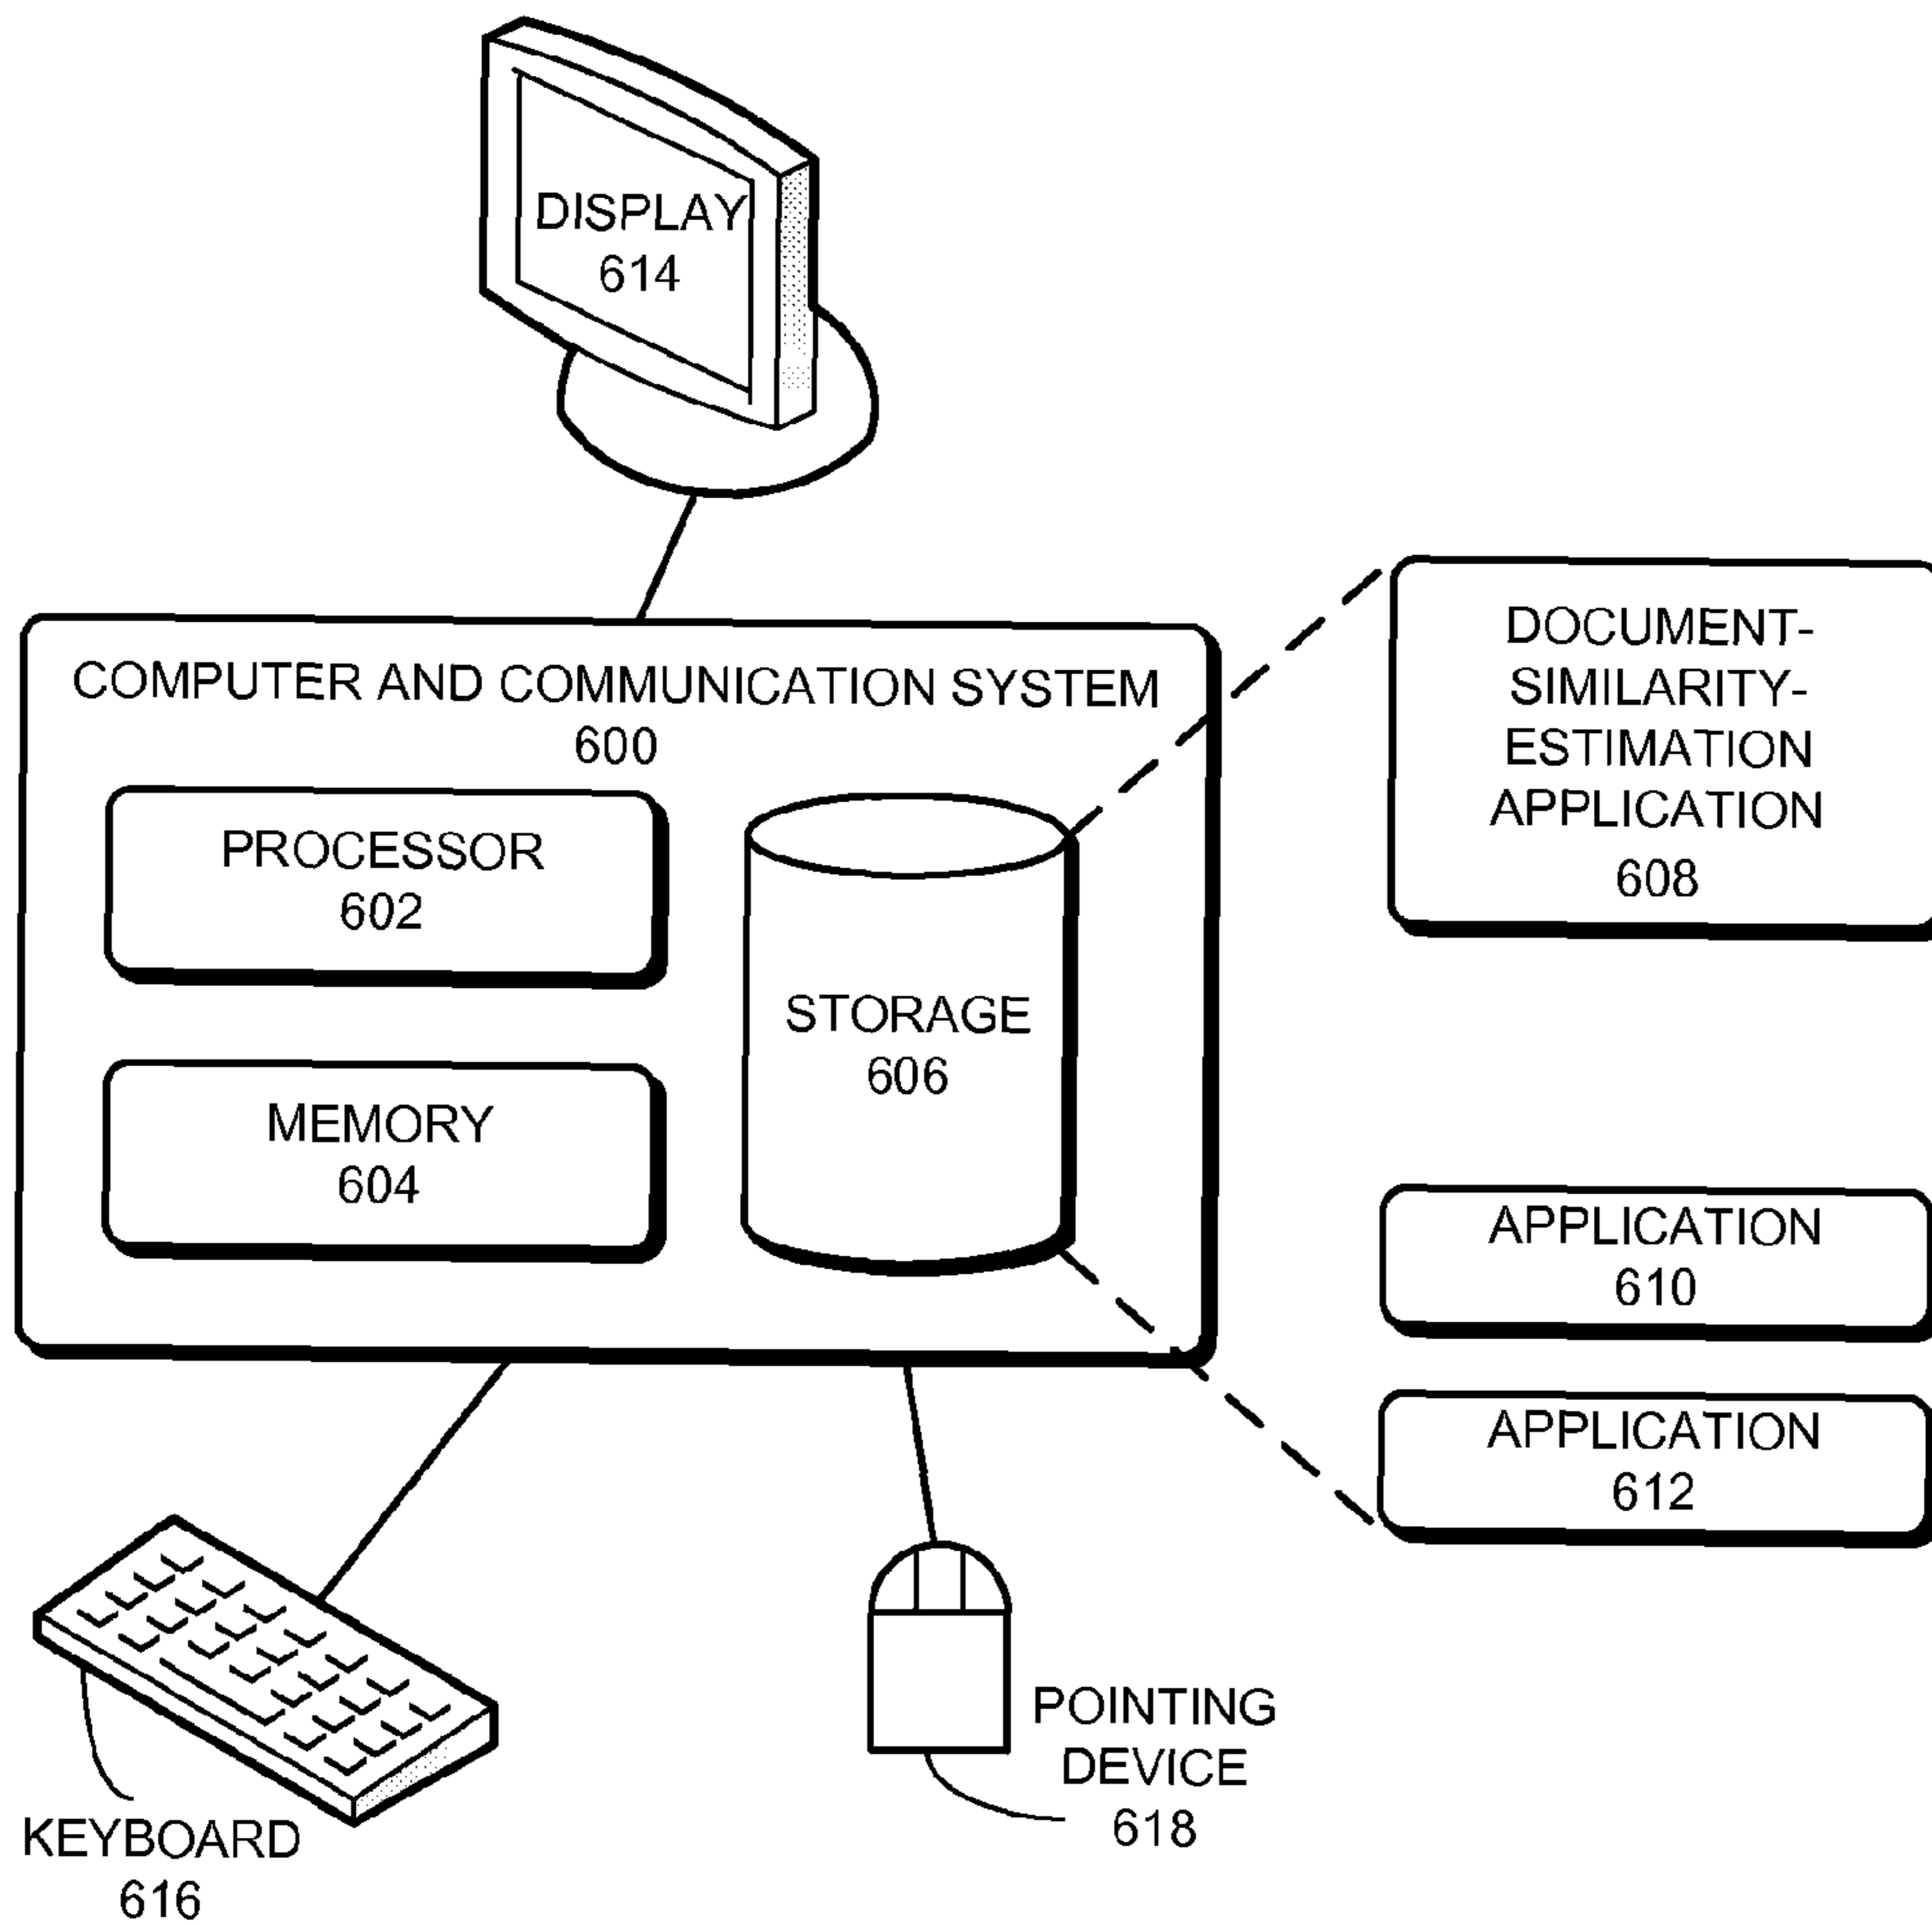 DISPLAY
614
COMPUTER AND COMMUNICATION SYSTEM
600
PROCESSOR
602
MEMORY
604
STORAGE
606
DOCUMENT-
SIMILARITY-
ESTIMATION
APPLICATION
608
APPLICATION
610
APPLICATION
612
KEYBOARD
616
POINTING
DEVICE
618